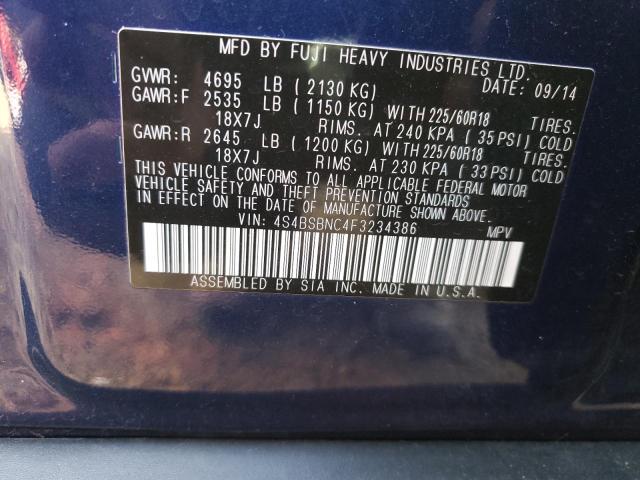 MFD BY FUJI HEAVY INDUSTRIES LTD.
GVWR: 4695 LB ( 2130 KG) DATE: 09/14
GAWR:F 2535 LB ( 1150 KG) WITH 225/60R18 TIRES.
18X7J RIMS. AT 240 KPA ( 35 PSI) COLD
GAWR:R 2645 LB ( 1200 KG) WITH 225/60R18 TIRES.
18X7J RIMS. AT 230 KPA ( 33 PSI) COLD
THIS VEHICLE CONFORMS TO ALL APPLICABLE FEDERAL MOTOR
VEHICLE SAFETY AND THEFT PREVENTION STANDARDS
IN EFFECT ON THE DATE OF MANUFACTURE SHOWN ABOVE.
VIN: 4S4BSBNC4F3234386 MPV
ASSEMBLED BY SIA INC. MADE IN U.S.A.